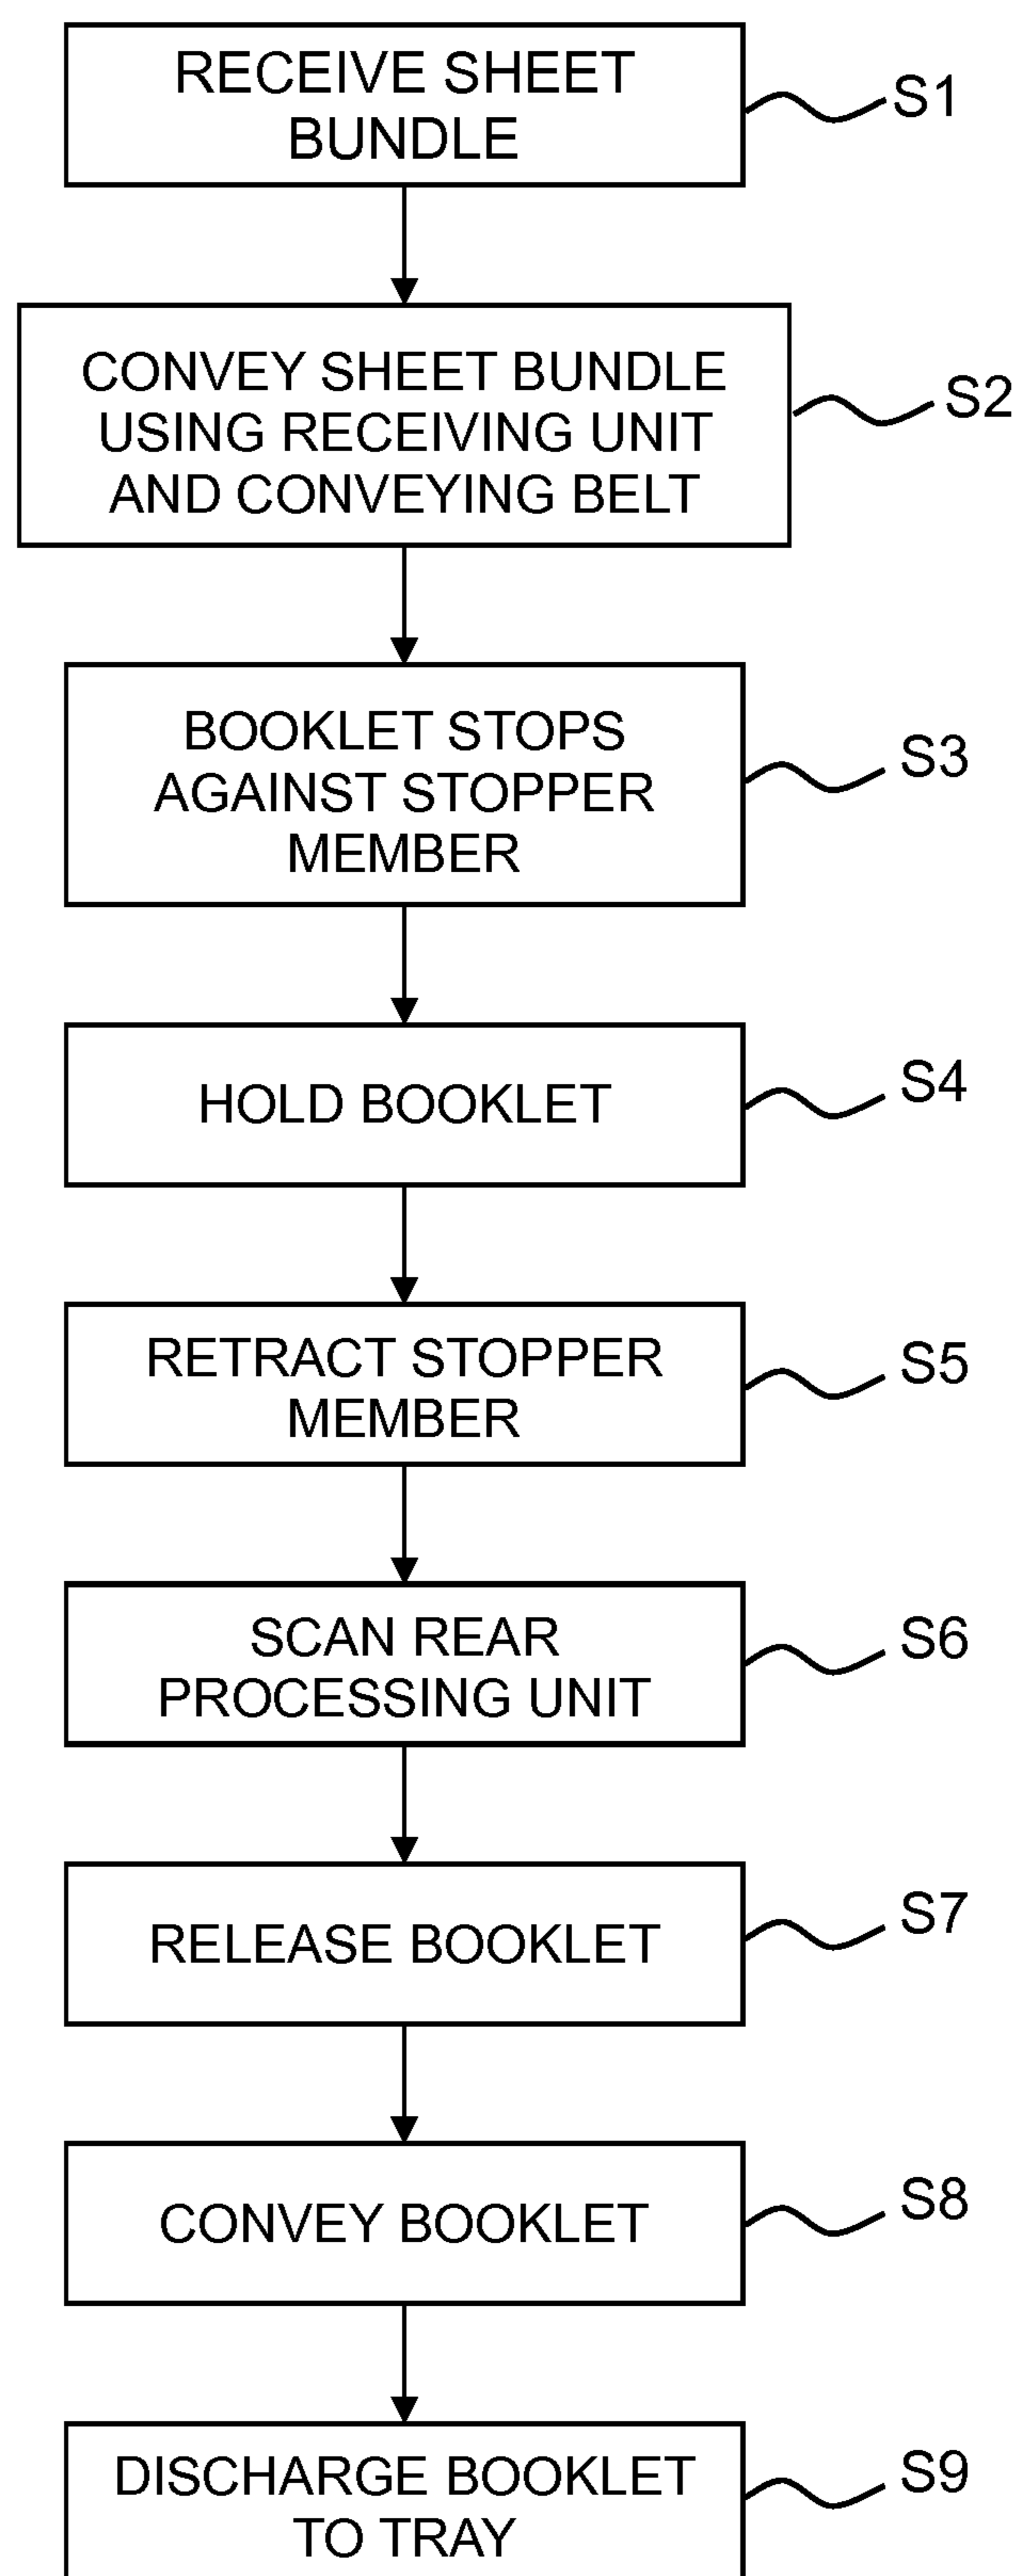 RECEIVE SHEET
BUNDLE
S1
CONVEY SHEET BUNDLE
USING RECEIVING UNIT
AND CONVEYING BELT
S2
BOOKLET STOPS
AGAINST STOPPER
MEMBER
S3
HOLD BOOKLET
S4
RETRACT STOPPER
MEMBER
S5
SCAN REAR
PROCESSING UNIT
S6
RELEASE BOOKLET
S7
CONVEY BOOKLET
S8
DISCHARGE BOOKLET
TO TRAY
S9